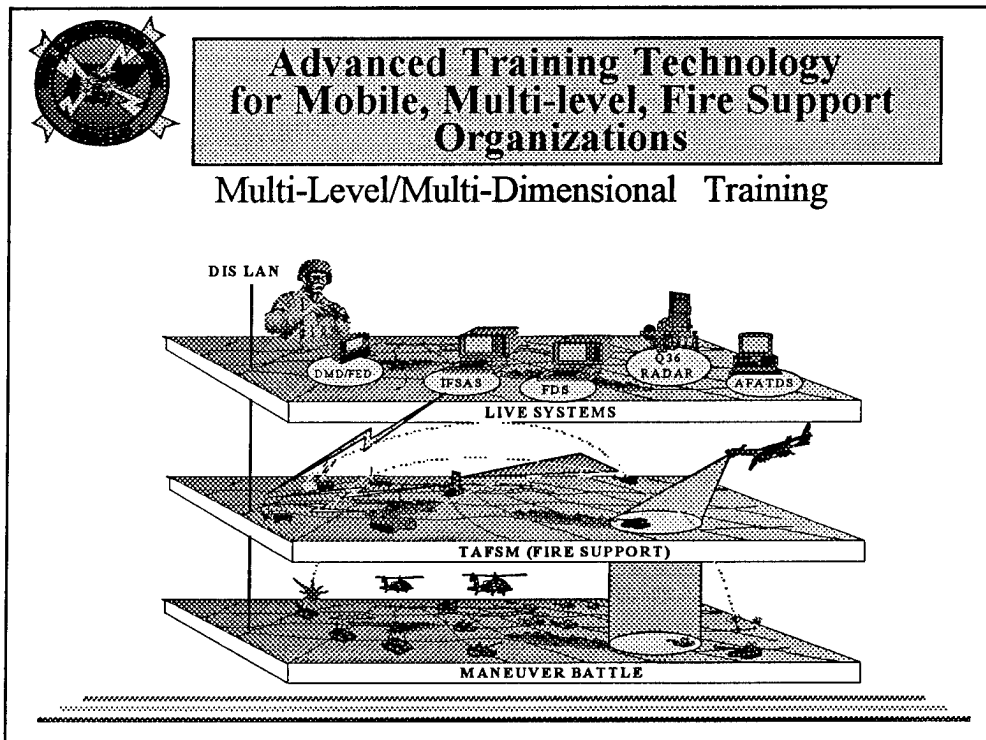 Advanced Training Technology
for Mobile, Multi-level, Fire Support
Organizations
Multi-Level/Multi-Dimensional Training
DIS LAN
DMD/FED
IFSAS
FDS
Q36
RADAR
AFATDS
LIVE SYSTEMS
TAFSM (FIRE SUPPORT)
MANEUVER BATTLE